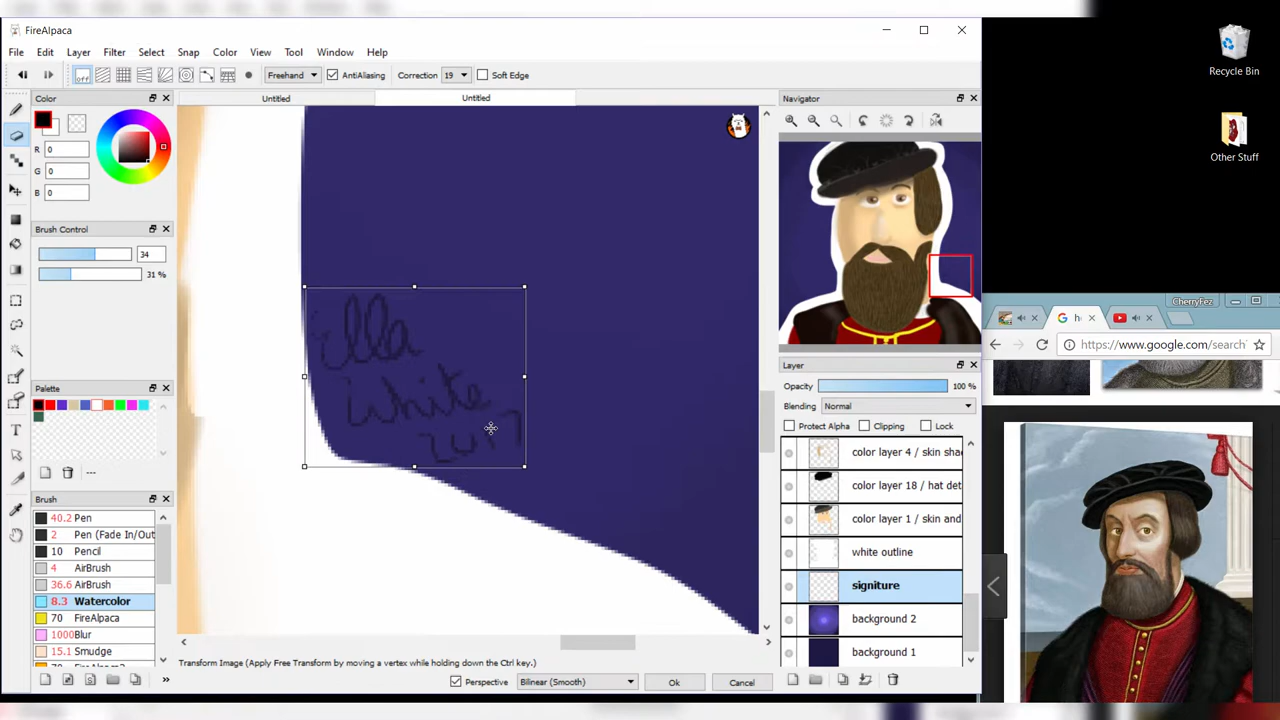 FireAlpaca
File Edit Layer Filter Select Snap Color View Tool Window Help
off Freehand AntiAliasing Correction 19 Soft Edge
Color
R 0
G 0
B 0
Brush Control
34
31 %
Palette
---
Brush
40.2 Pen
2 Pen (Fade In/Out
10 Pencil
4 AirBrush
36.6 AirBrush
8.3 Watercolor
70 FireAlpaca
1000 Blur
15.1 Smudge
Untitled Untitled
Ella
White
2017
Transform Image (Apply Free Transform by moving a vertex while holding down the Ctrl key.)
Perspective Bilinear (Smooth) Ok Cancel
Navigator
Layer
Opacity 100 %
Blending Normal
Protect Alpha Clipping Lock
color layer 4 / skin sha
color layer 18 / hat det
color layer 1 / skin and
white outline
signiture
background 2
background 1
Recycle Bin
Other Stuff
CherryFez
https://www.google.com/search